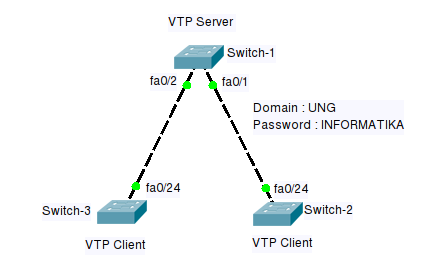 VTP Server
Switch-1
fa0/2
fa0/1
Domain : UNG
Password : INFORMATIKA
fa0/24
fa0/24
Switch-3
Switch-2
VTP Client
VTP Client